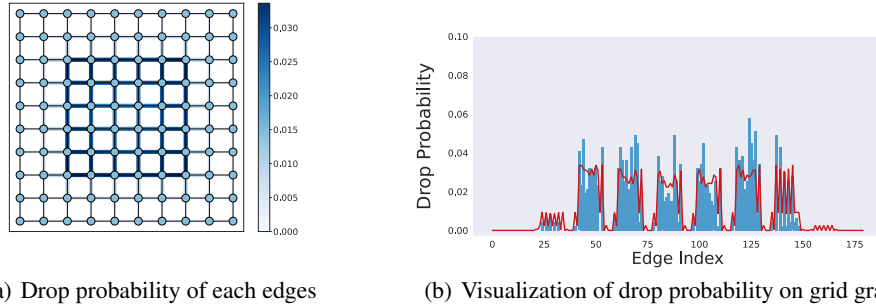 0.030
0.025
0.020
0.015
0.010
0.005
0.000
0.10
0.08
0.06
0.04
0.02
0.00
Drop Probability
0 25 50 75 100 125 150 175
Edge Index
) Drop probability of each edges
(b) Visualization of drop probability on grid gra